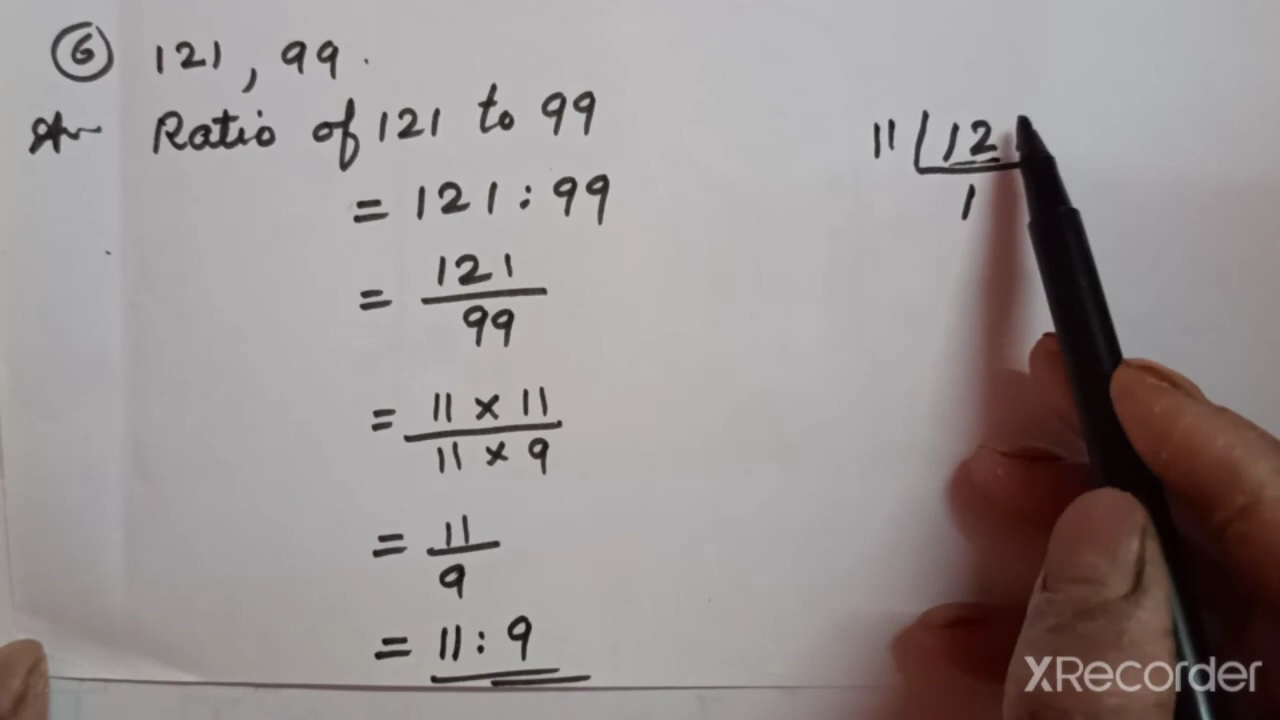 6 121, 99.
Ratio of 121 to 99
= 121 : 99
= 121
99
= 11 × 11
11 × 9
= 11
9
= 11 : 9
11 12
1
XRecorder